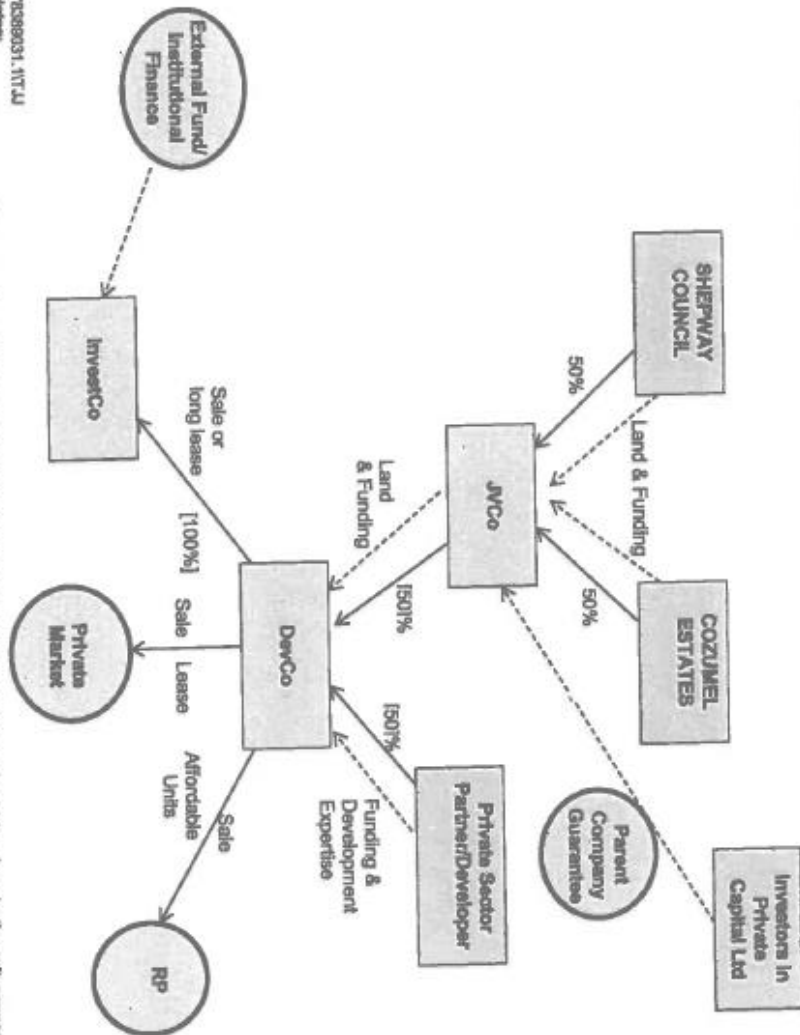 SHEPWAY
COUNCIL
COZUMEL
ESTATES
Investors in
Private
Capital Ltd
50%
Land & Funding
50%
Parent
Company
Guarantee
JVCo
Private Sector
Partner/Developer
Land
& Funding
[50]%
[50]%
Funding &
Development
Expertise
External Fund/
Institutional
Finance
DevCo
Sale or
long lease
[100%]
Sale
Lease
Sale
Affordable
Units
InvestCo
Private
Market
RP